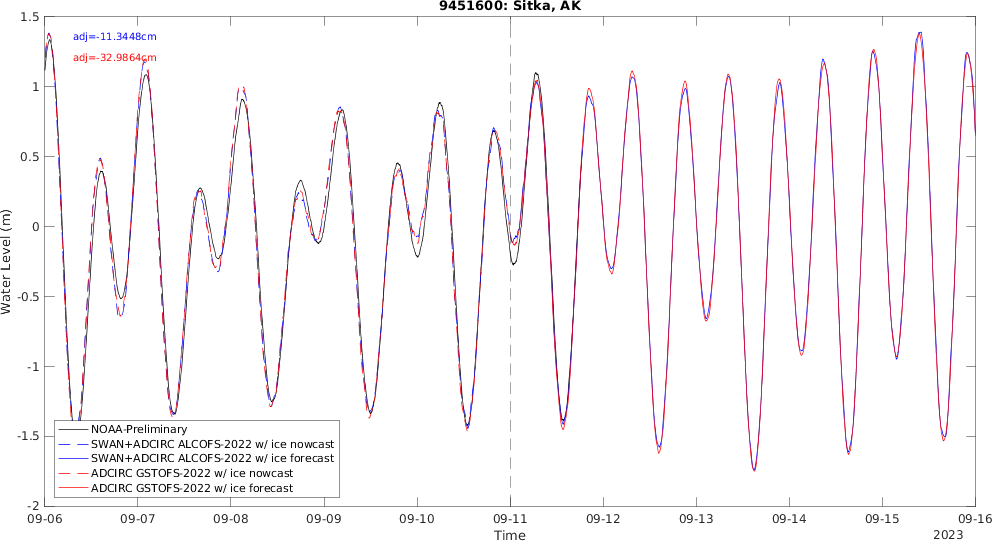 9451600: Sitka, AK
adj=-11.3448cm
adj=-32.9864cm
Water Level (m)
1.5
1
0.5
0
-0.5
-1
-1.5
-2
NOAA-Preliminary
SWAN+ADCIRC ALCOFS-2022 w/ ice nowcast
SWAN+ADCIRC ALCOFS-2022 w/ ice forecast
ADCIRC GSTOFS-2022 w/ ice nowcast
ADCIRC GSTOFS-2022 w/ ice forecast
09-06 09-07 09-08 09-09 09-10 09-11 09-12 09-13 09-14 09-15 09-16
Time
2023